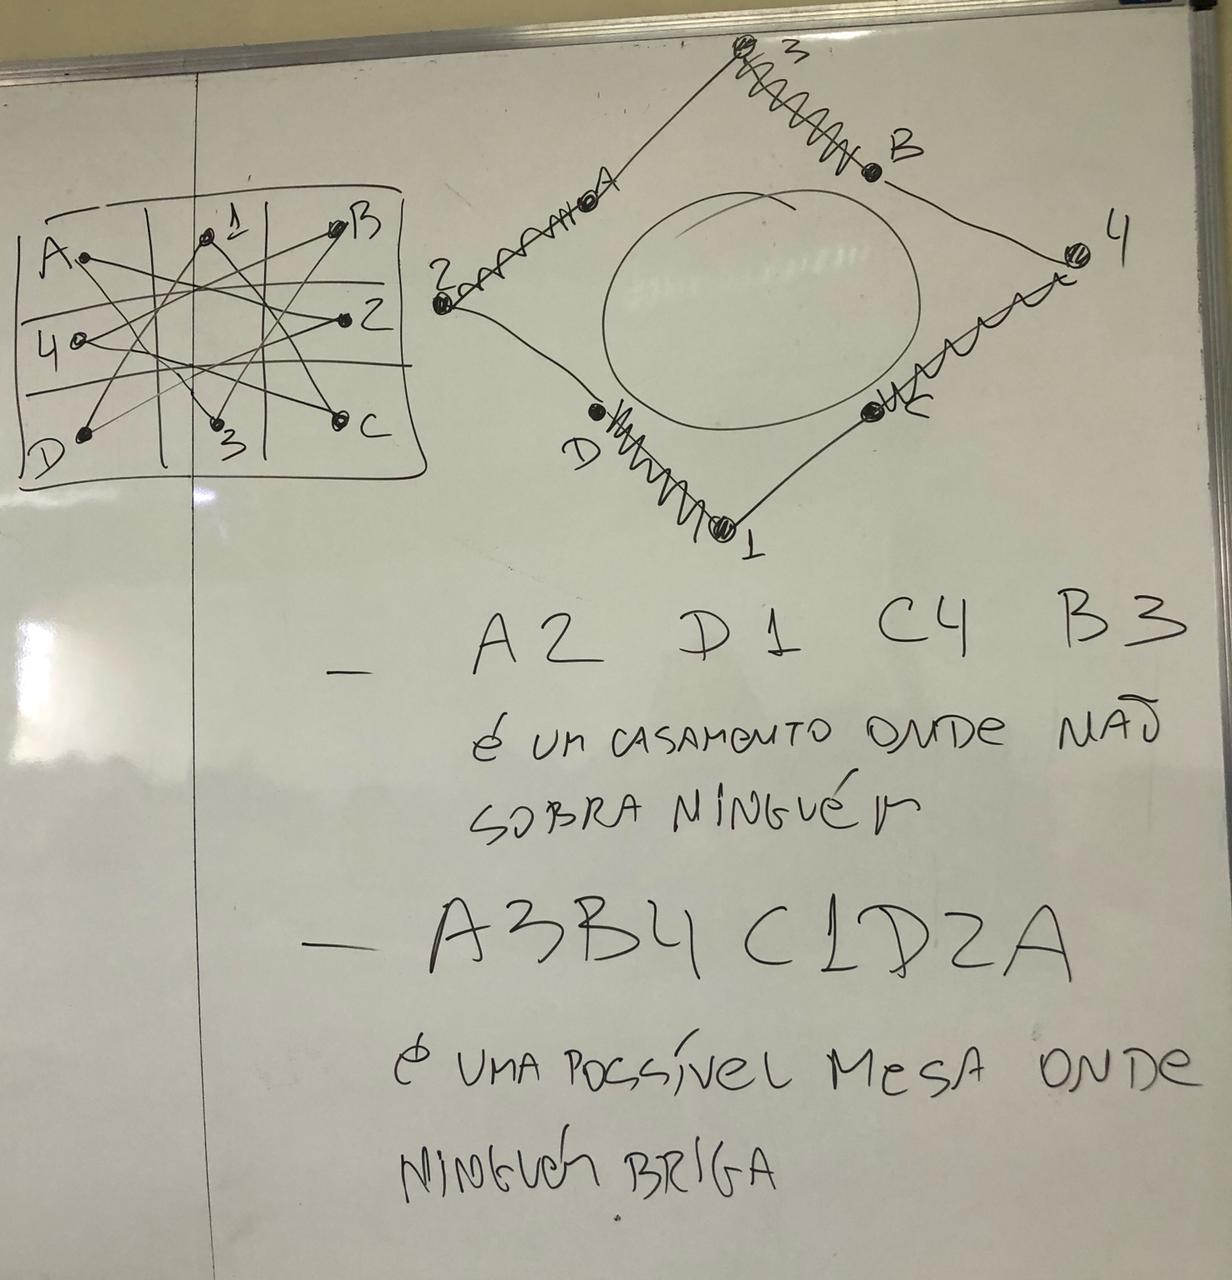 A 1 B
4 2
D 3 C
3
B
A
4
2
C
D
1
- A2 D1 C4 B3
é UM CASAMENTO ONDE NÃO
SOBRA NINGUÉM
- A3B4C1D2A
é UMA POSSÍVEL MESA ONDE
NINGUÉM BRIGA